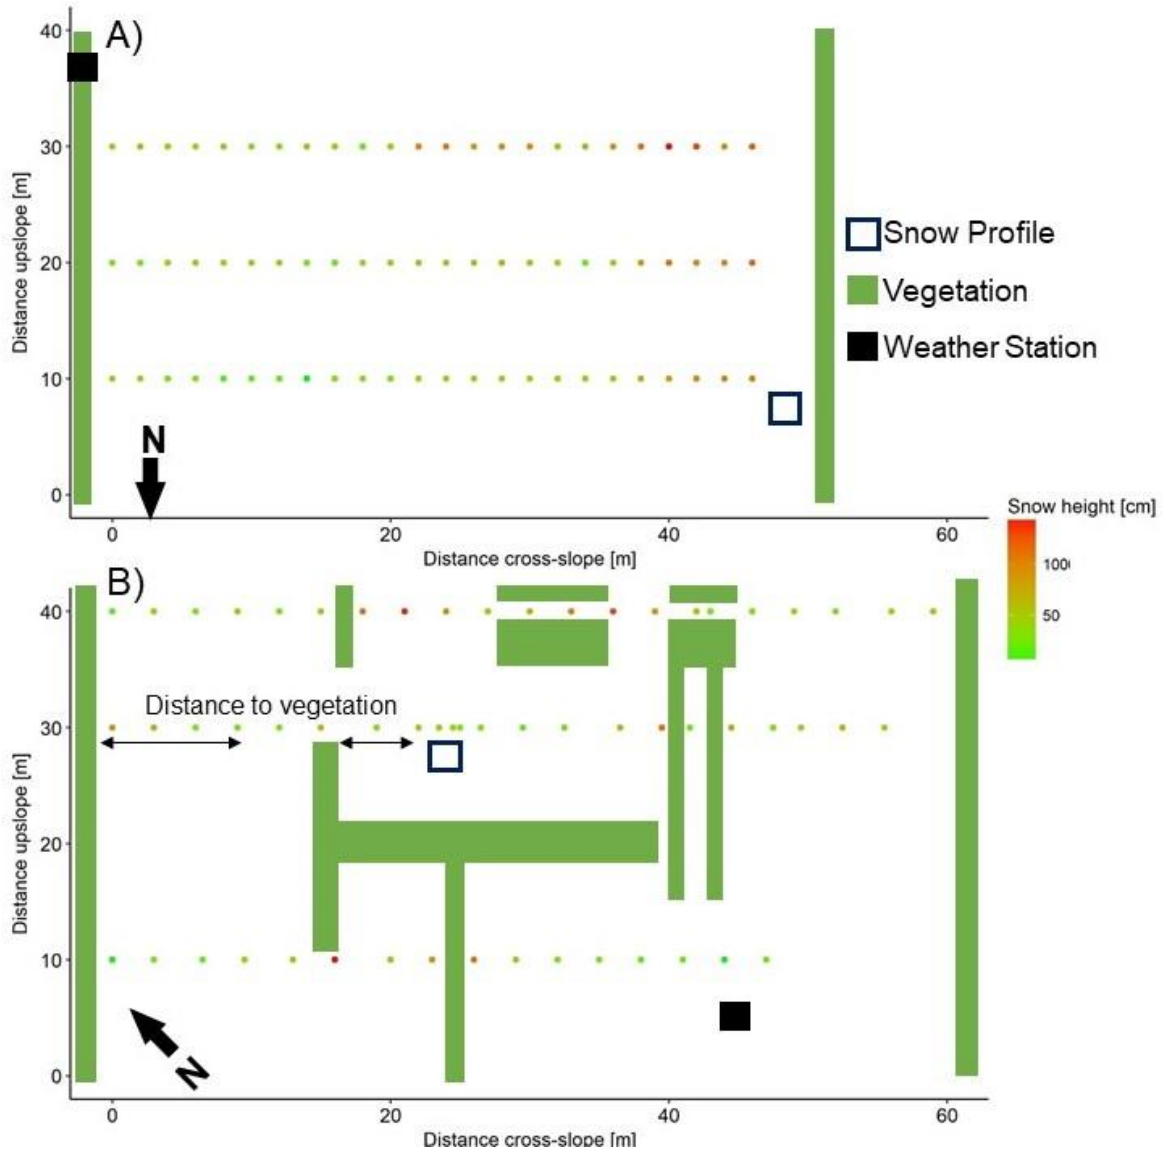 A)
40
30
20
10
0
Distance upslope [m]
N
0 20 40 60
Distance cross-slope [m]
Snow Profile
Vegetation
Weather Station
Snow height [cm]
100
50
B)
40
30
20
10
0
Distance upslope [m]
Distance to vegetation
N
0 20 40 60
Distance cross-slope [m]